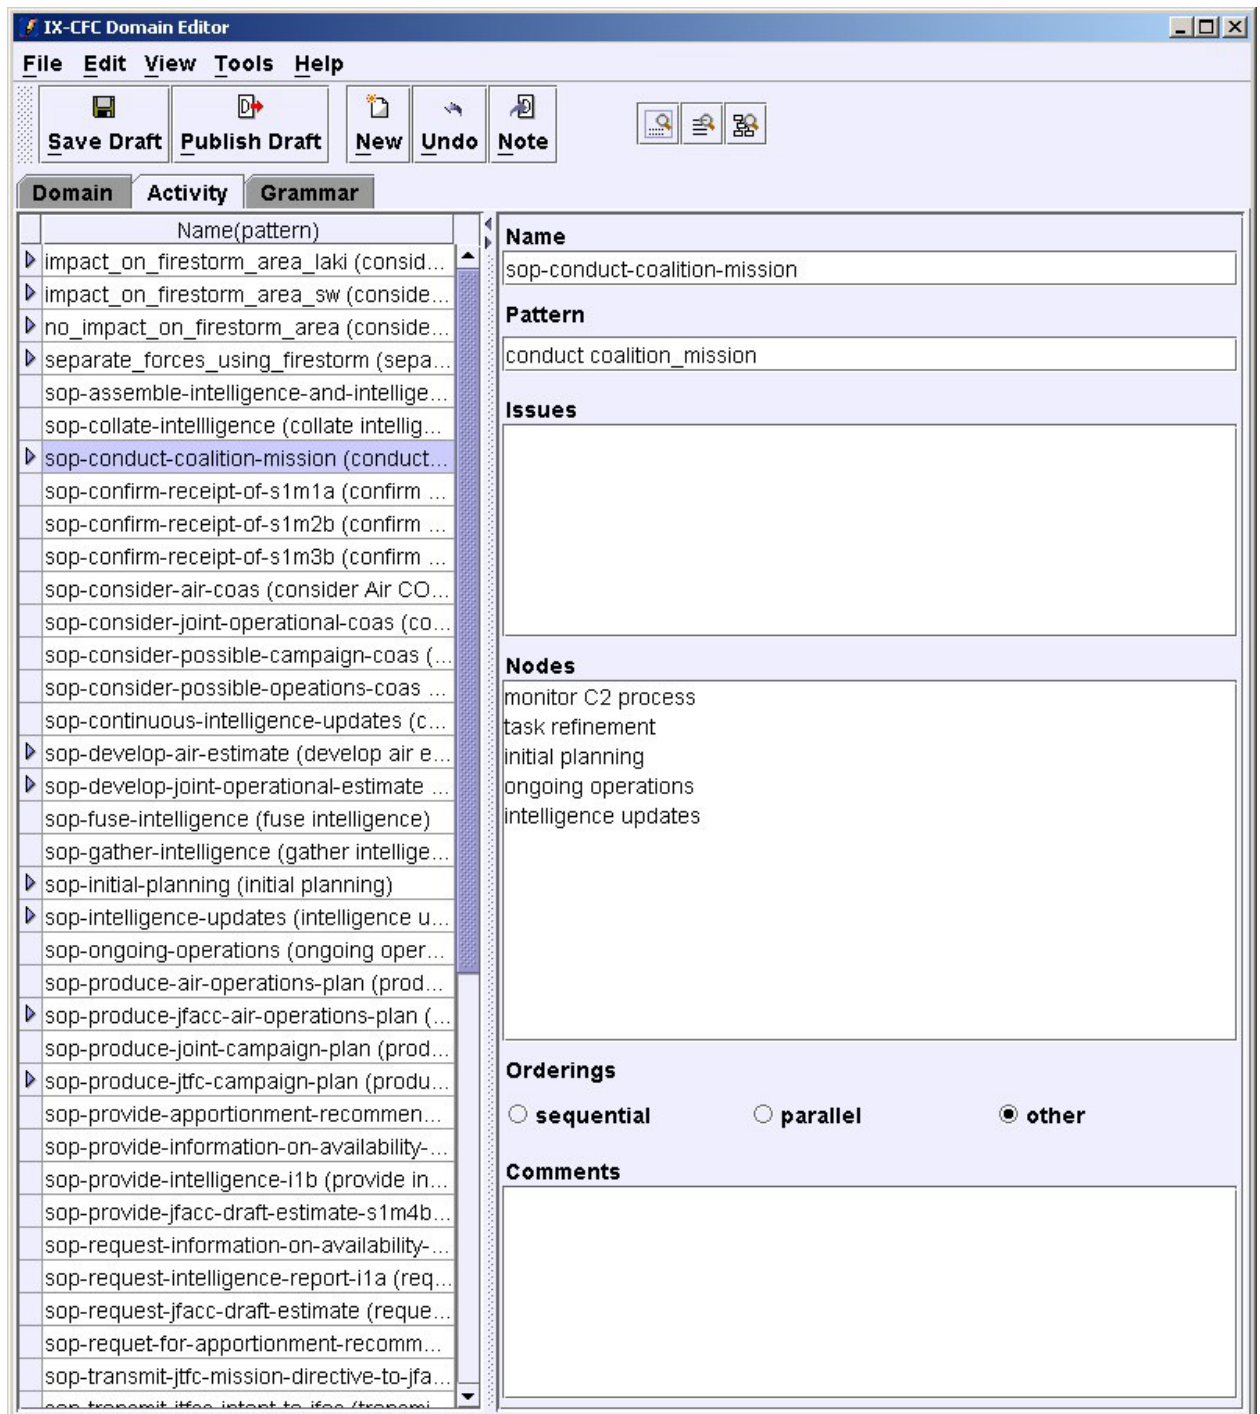 IX-CFC Domain Editor
File Edit View Tools Help
Save Draft Publish Draft New Undo Note
Domain Activity Grammar
Name(pattern)
impact_on_firestorm_area_laki (consid...
impact_on_firestorm_area_sw (conside...
no_impact_on_firestorm_area (conside...
separate_forces_using_firestorm (sepa...
sop-assemble-intelligence-and-intellige...
sop-collate-intellligence (collate intellig...
sop-conduct-coalition-mission (conduct...
sop-confirm-receipt-of-s1m1a (confirm ...
sop-confirm-receipt-of-s1m2b (confirm ...
sop-confirm-receipt-of-s1m3b (confirm ...
sop-consider-air-coas (consider Air CO...
sop-consider-joint-operational-coas (co...
sop-consider-possible-campaign-coas (...
sop-consider-possible-opeations-coas ...
sop-continuous-intelligence-updates (c...
sop-develop-air-estimate (develop air e...
sop-develop-joint-operational-estimate ...
sop-fuse-intelligence (fuse intelligence)
sop-gather-intelligence (gather intellige...
sop-initial-planning (initial planning)
sop-intelligence-updates (intelligence u...
sop-ongoing-operations (ongoing oper...
sop-produce-air-operations-plan (prod...
sop-produce-jfacc-air-operations-plan (...
sop-produce-joint-campaign-plan (prod...
sop-produce-jtfc-campaign-plan (produ...
sop-provide-apportionment-recommen...
sop-provide-information-on-availability-...
sop-provide-intelligence-i1b (provide in...
sop-provide-jfacc-draft-estimate-s1m4b...
sop-request-information-on-availability-...
sop-request-intelligence-report-i1a (req...
sop-request-jfacc-draft-estimate (reque...
sop-requet-for-apportionment-recomm...
sop-transmit-jtfc-mission-directive-to-jfa...
Name
sop-conduct-coalition-mission
Pattern
conduct coalition_mission
Issues
Nodes
monitor C2 process
task refinement
initial planning
ongoing operations
intelligence updates
Orderings
sequential parallel other
Comments